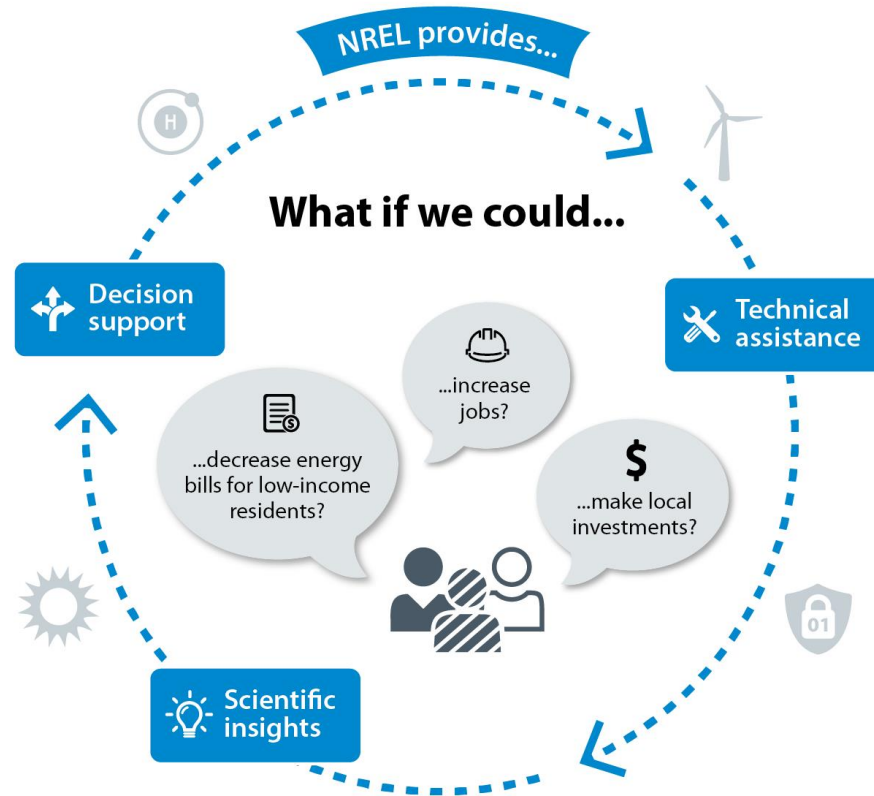 NREL provides...
H
What if we could...
Decision
support
Technical
assistance
...increase
jobs?
$
...decrease energy
bills for low-income
residents?
$
...make local
investments?
01
Scientific
insights